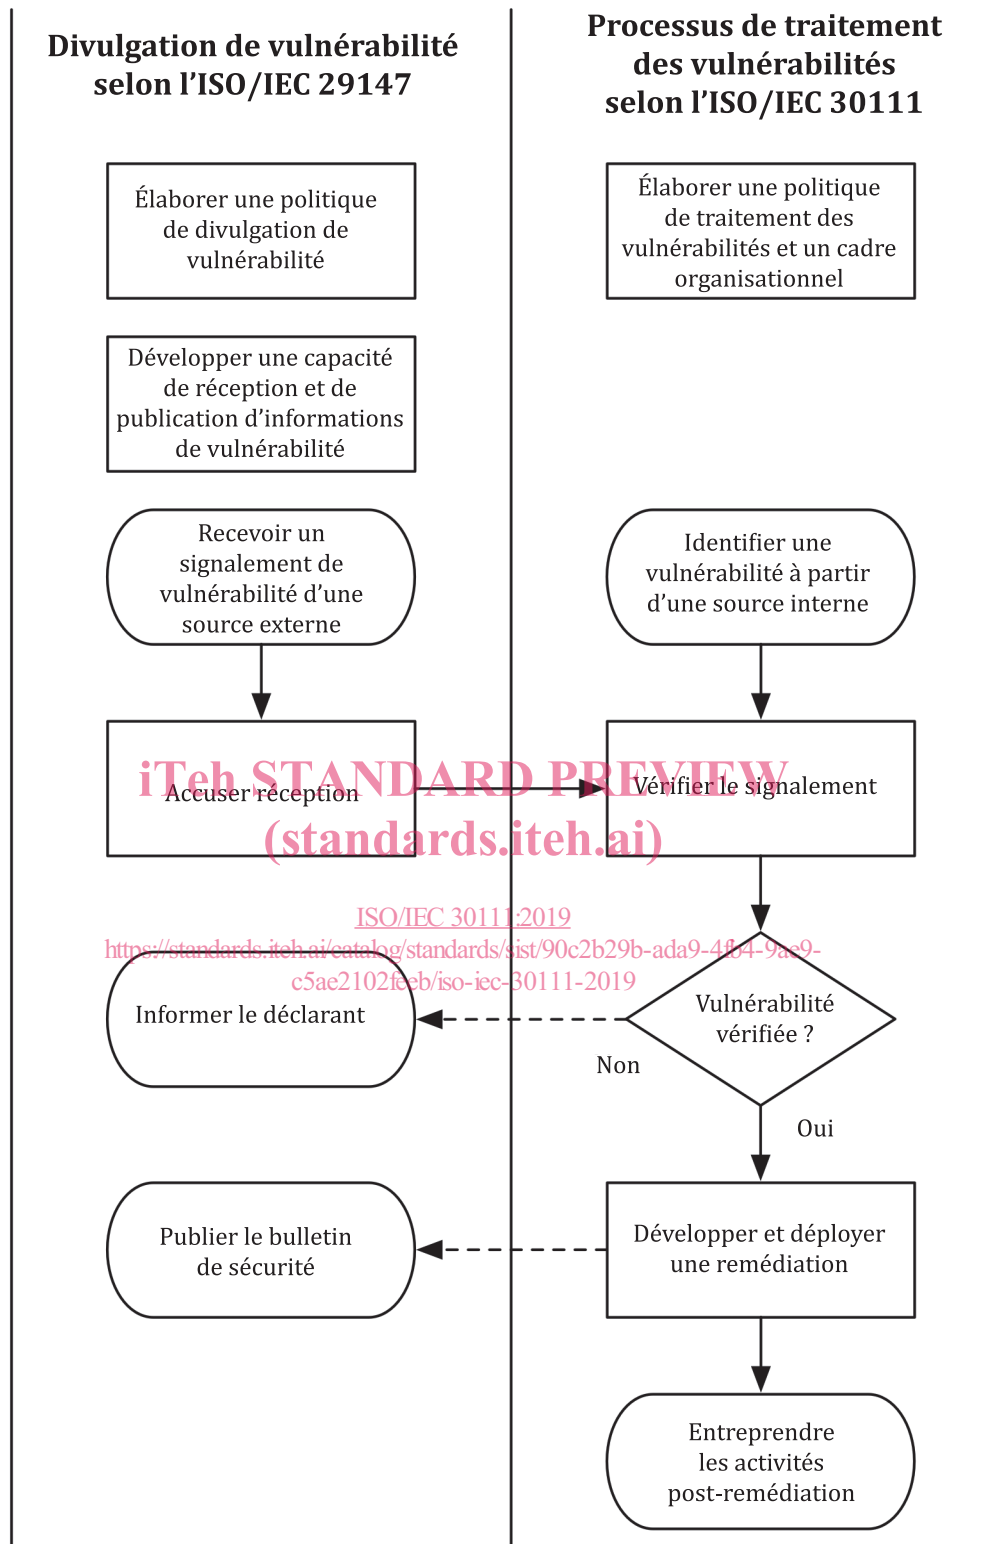 Divulgation de vulnérabilité
selon l’ISO/IEC 29147
Processus de traitement
des vulnérabilités
selon l’ISO/IEC 30111
Élaborer une politique
de divulgation de
vulnérabilité
Élaborer une politique
de traitement des
vulnérabilités et un cadre
organisationnel
Développer une capacité
de réception et de
publication d’informations
de vulnérabilité
Recevoir un
signalement de
vulnérabilité d’une
source externe
Identifier une
vulnérabilité à partir
d’une source interne
Accuser réception
Vérifier le signalement
iTeh STANDARD PREVIEW
(standards.iteh.ai)
ISO/IEC 30111:2019
https://standards.iteh.ai/catalog/standards/sist/90c2b29b-ada9-4fb4-9ae9-
c5ae2102feeb/iso-iec-30111-2019
Informer le déclarant
Vulnérabilité
vérifiée ?
Non
Oui
Publier le bulletin
de sécurité
Développer et déployer
une remédiation
Entreprendre
les activités
post-remédiation